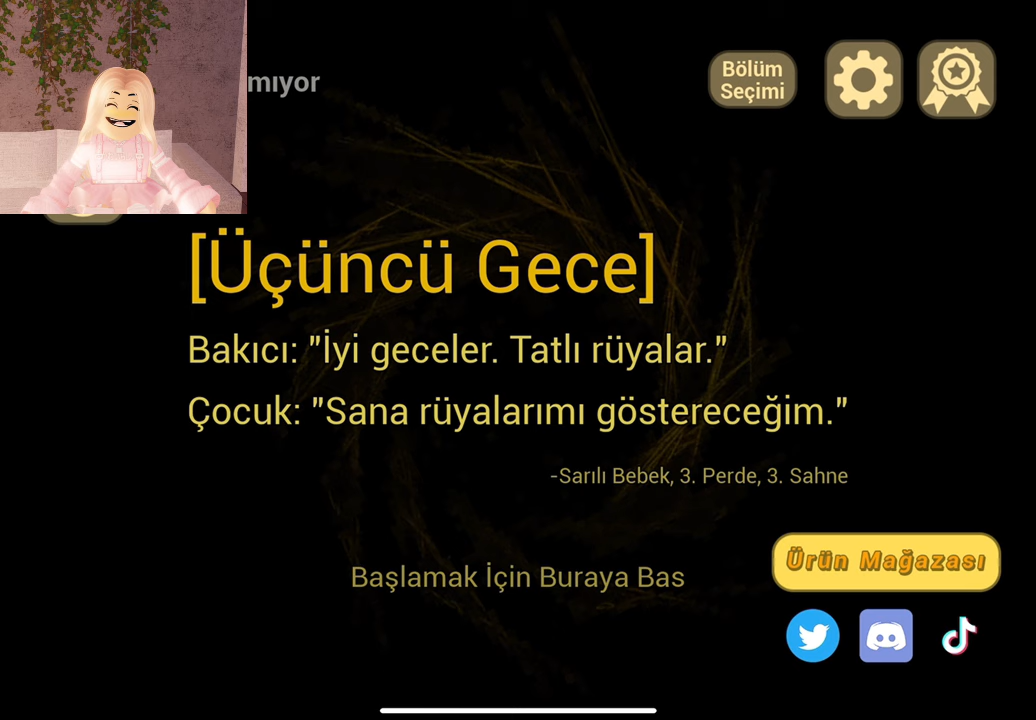 mıyor
Bölüm
Seçimi
[Üçüncü Gece]
Bakıcı: "İyi geceler. Tatlı rüyalar."
Çocuk: "Sana rüyalarımı göstereceğim."
-Sarılı Bebek, 3. Perde, 3. Sahne
Başlamak İçin Buraya Bas
Ürün Mağazası